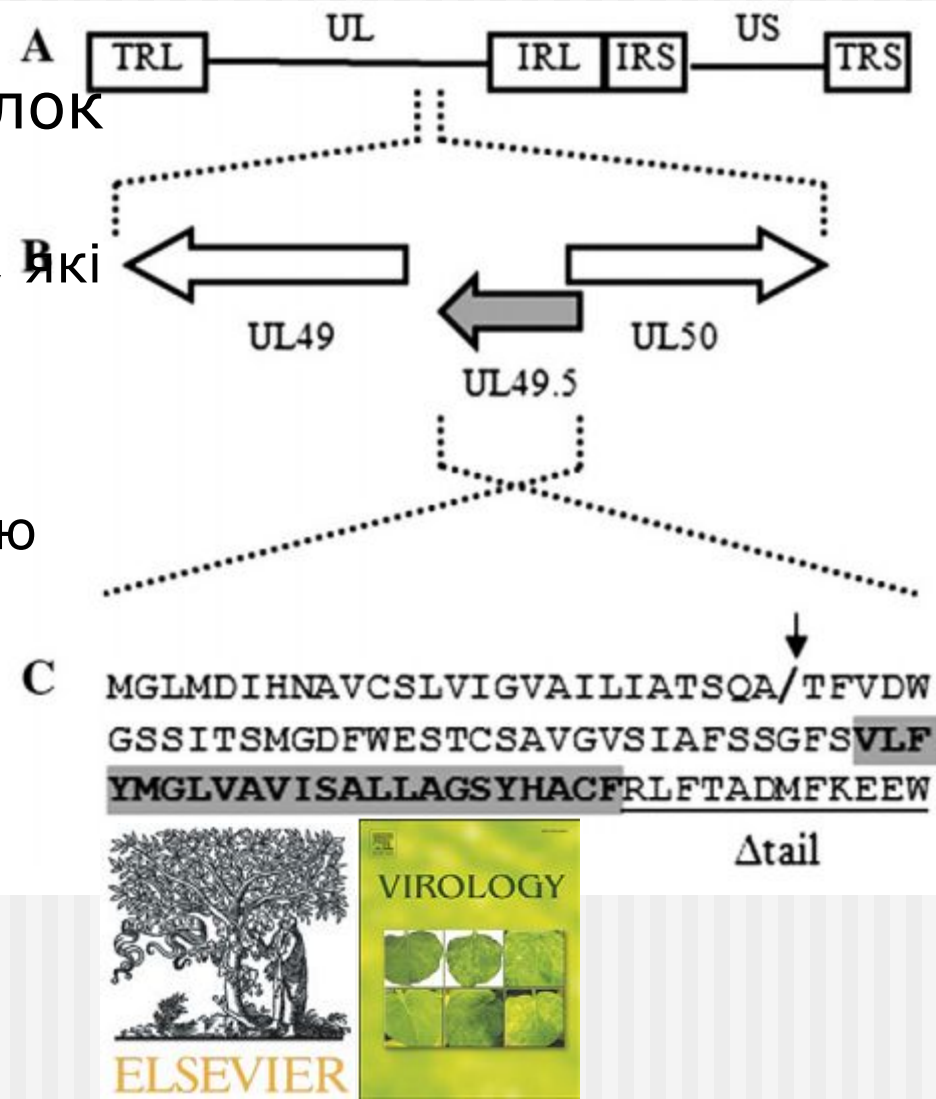 A
TRL UL IRL IRS US TRS
лок
B
які
UL49
UL50
UL49.5
ю
C
MGLMDIHNAVCSLVIGVAILIATSQA/TFVDW
GSSITSMGDFWESTCSAVGVSIAFSSGFSVLF
YMGLVAVISALLAGSYHACFRLFTADMFKEEW
Δtail
VIROLOGY
ELSEVIER